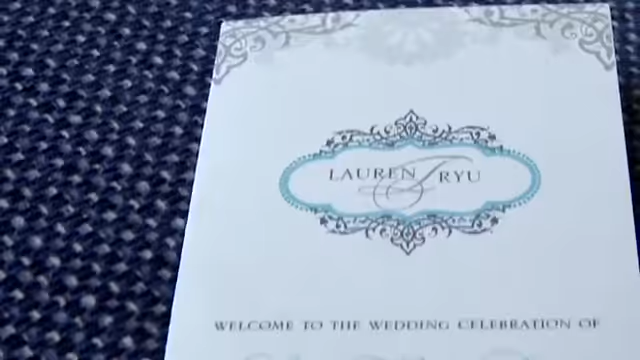 LAUREN & RYU
WELCOME TO THE WEDDING CELEBRATION OF